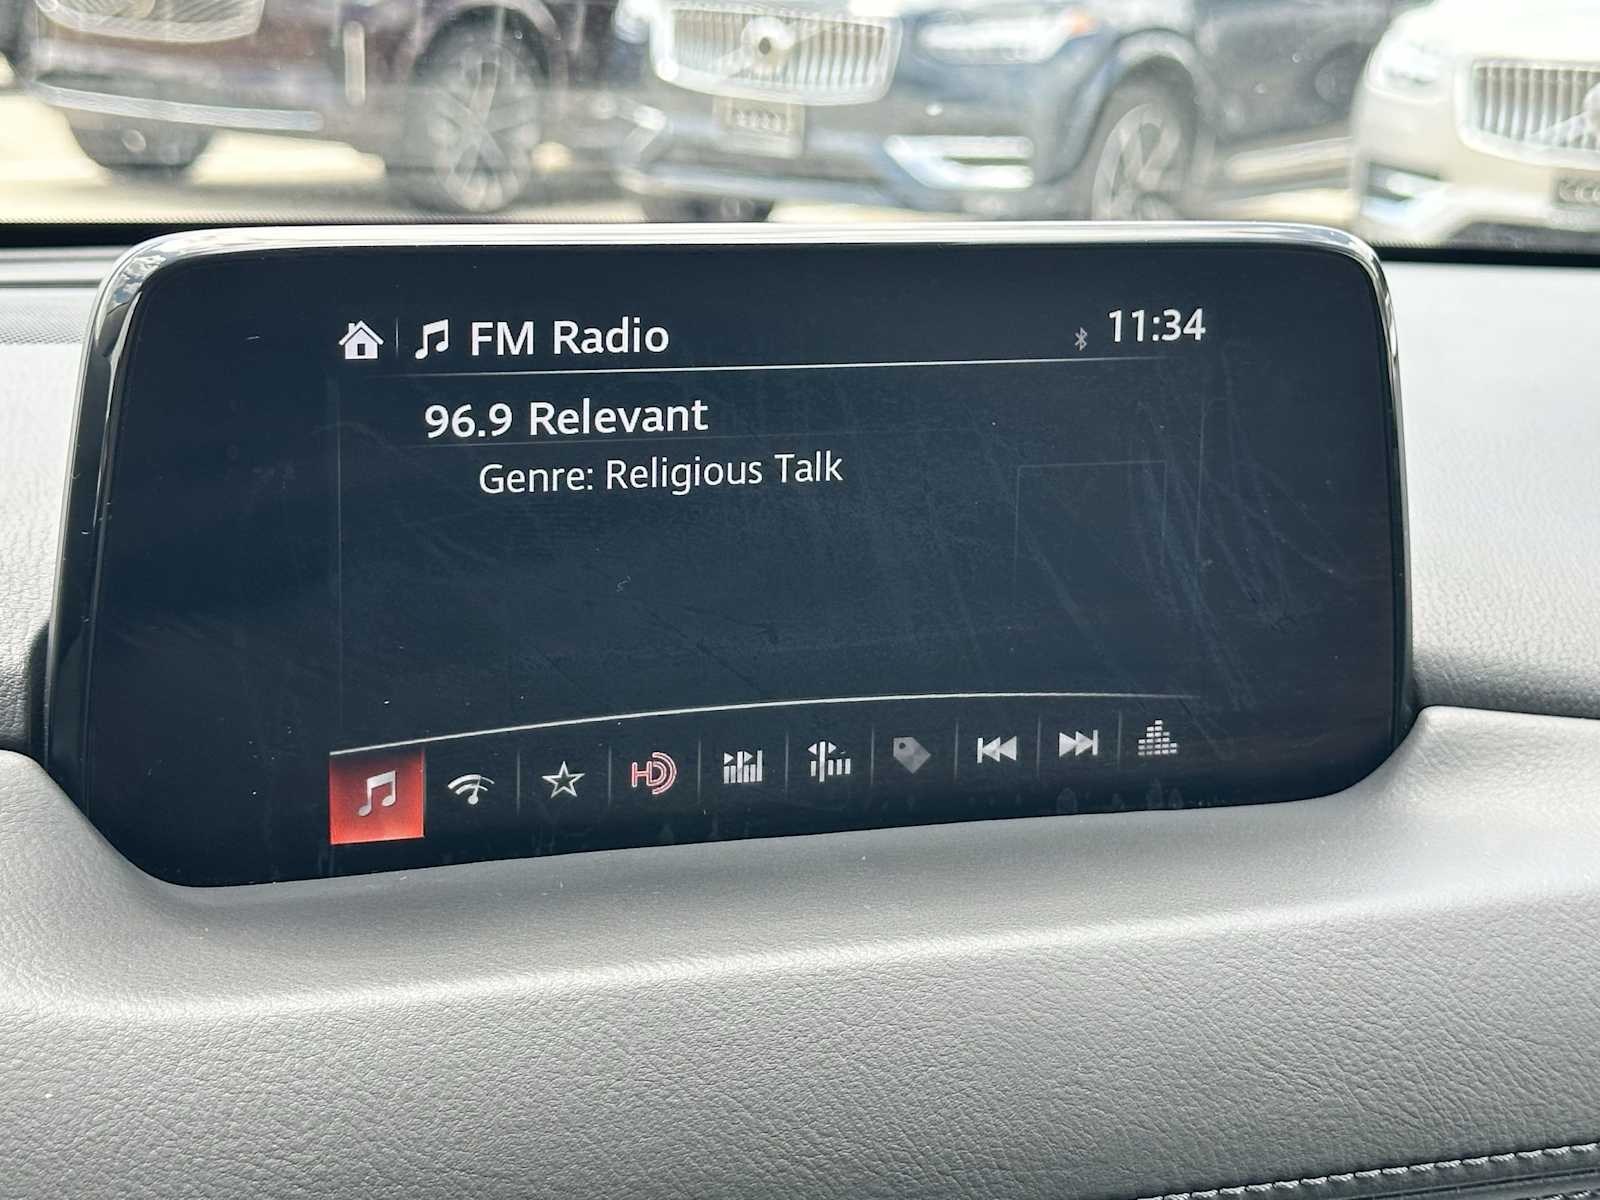 FM Radio
11:34
96.9 Relevant
Genre: Religious Talk
HD